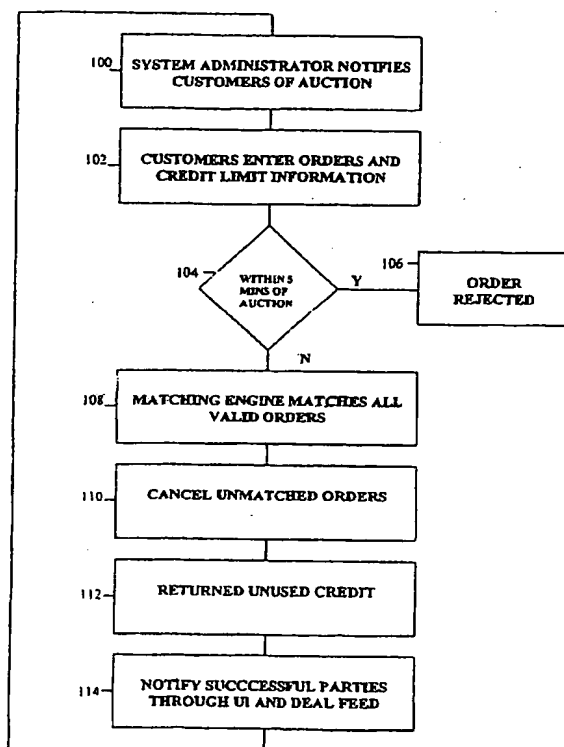 100
SYSTEM ADMINISTRATOR NOTIFIES
CUSTOMERS OF AUCTION
102
CUSTOMERS ENTER ORDERS AND
CREDIT LIMIT INFORMATION
104
WITHIN 5
MINS OF
AUCTION
Y
106
ORDER
REJECTED
N
108
MATCHING ENGINE MATCHES ALL
VALID ORDERS
110
CANCEL UNMATCHED ORDERS
112
RETURNED UNUSED CREDIT
114
NOTIFY SUCCCESSFUL PARTIES
THROUGH UI AND DEAL FEED